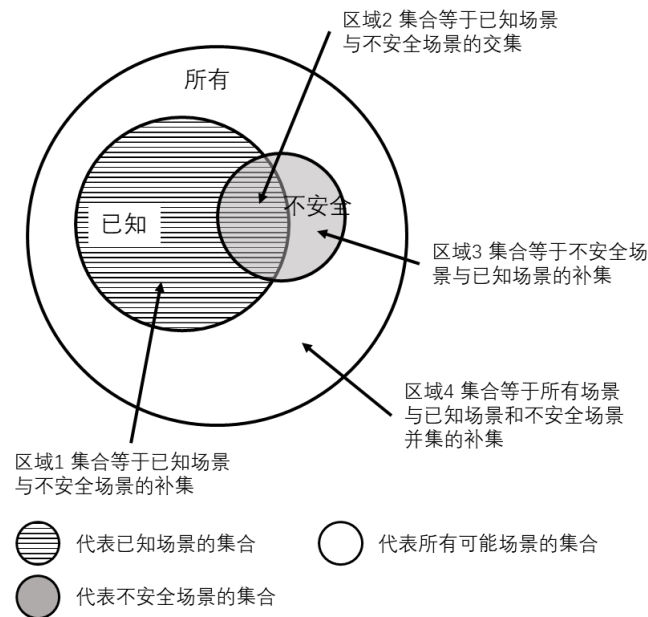 区域2 集合等于已知场景
与不安全场景的交集
所有
已知
不安全
区域3 集合等于不安全场
景与已知场景的补集
区域4 集合等于所有场景
与已知场景和不安全场景
并集的补集
区域1 集合等于已知场景
与不安全场景的补集
代表已知场景的集合
代表所有可能场景的集合
代表不安全场景的集合